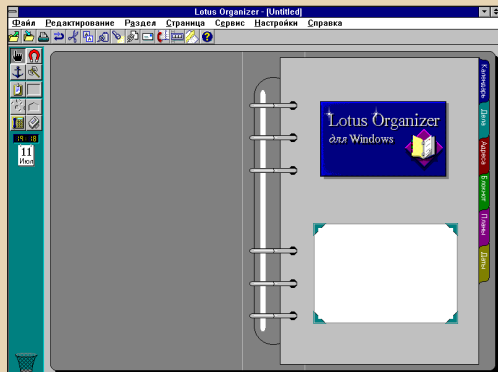 Lotus Organizer - [Untitled]
Файл Редактирование Раздел Страница Сервис Настройки Справка
19 18
11
Июл
Lotus Organizer
для Windows
Календарь
Дела
Адреса
Блокнот
Планы
Даты